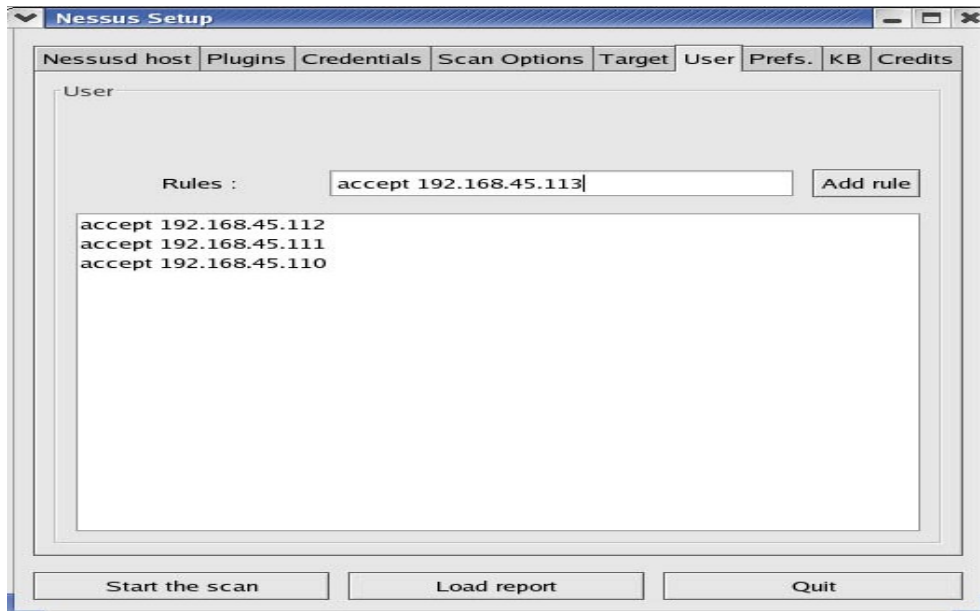 Nessus Setup
Nessusd host Plugins Credentials Scan Options Target User Prefs. KB Credits
User
Rules : accept 192.168.45.113 Add rule
accept 192.168.45.112
accept 192.168.45.111
accept 192.168.45.110
Start the scan Load report Quit